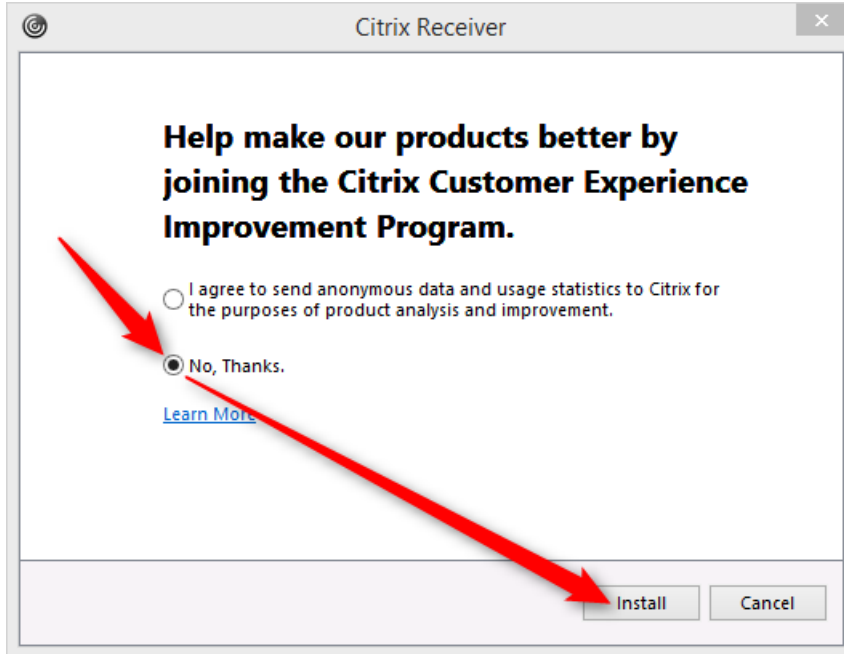 Citrix Receiver
Help make our products better by
joining the Citrix Customer Experience
Improvement Program.
I agree to send anonymous data and usage statistics to Citrix for
the purposes of product analysis and improvement.
No, Thanks.
Learn More
Install Cancel